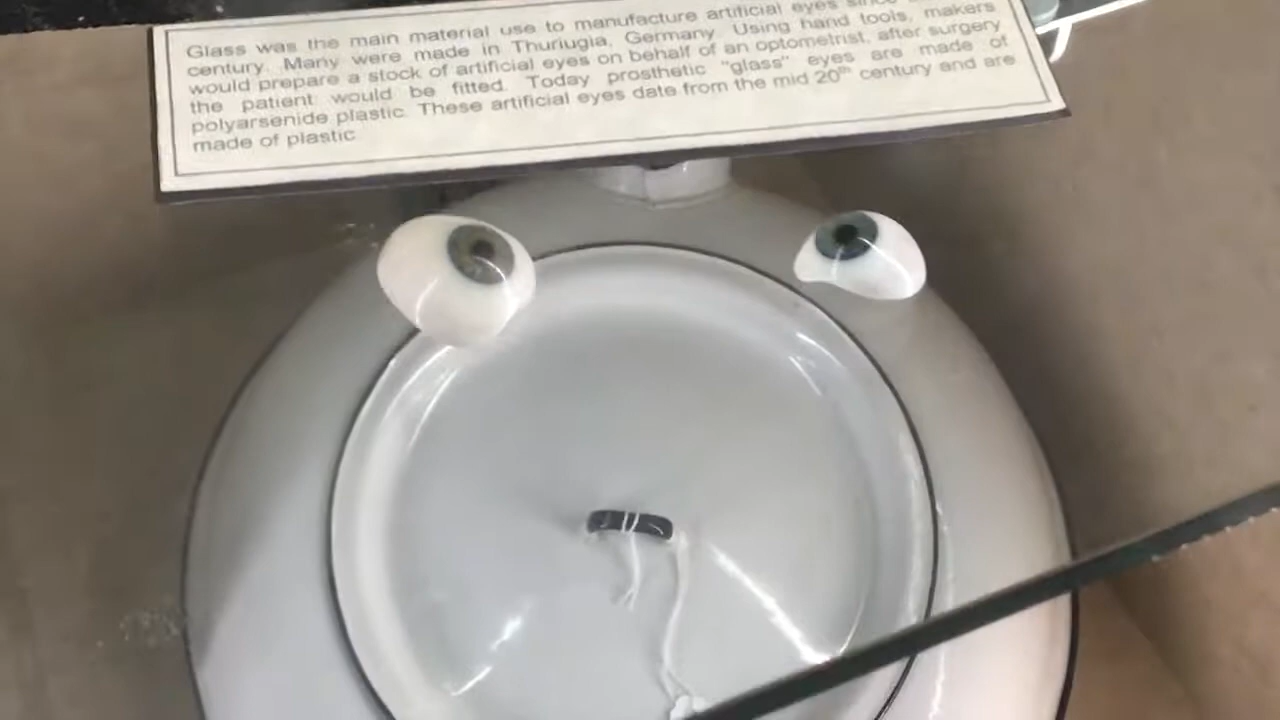 Glass was the main material use to manufacture artificial eyes since
century. Many were made in Thuriugia, Germany. Using hand tools, makers
would prepare a stock of artificial eyes on behalf of an optometrist, after surgery,
the patient would be fitted. Today prosthetic "glass" eyes are made of
polyarsenide plastic. These artificial eyes date from the mid 20th century and are
made of plastic